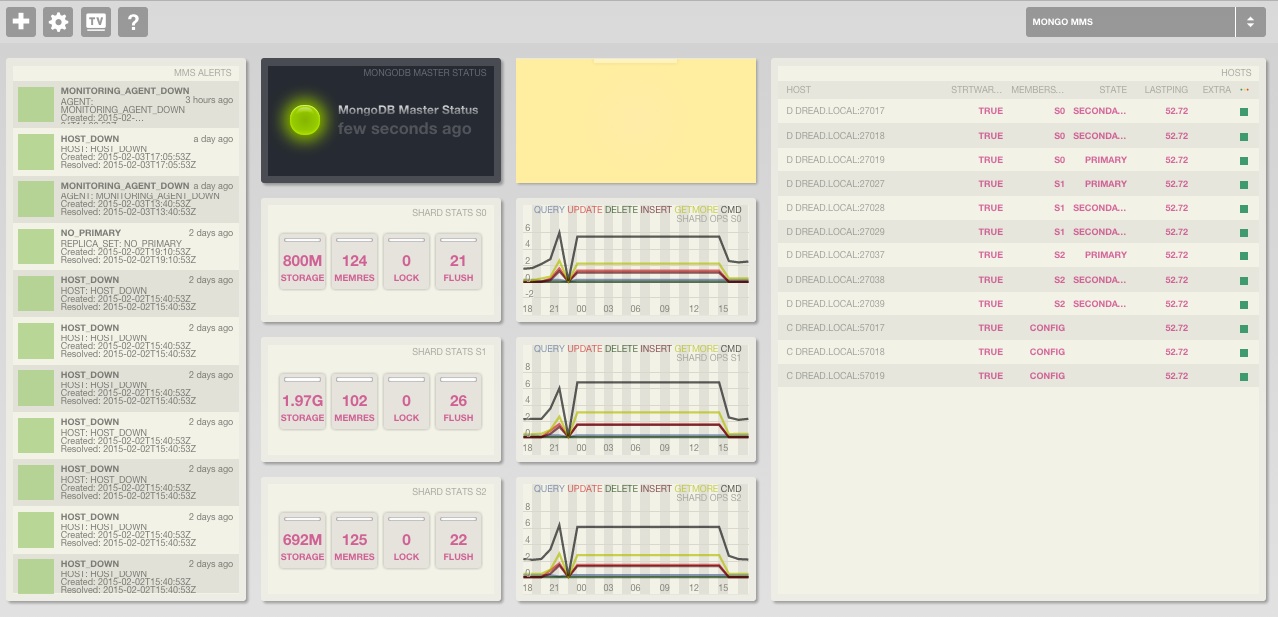 TV
?
MONGO MMS
MMS ALERTS
MONITORING_AGENT_DOWN
AGENT: 3 hours ago
MONITORING_AGENT_DOWN
Created: 2015-02-...
HOST_DOWN a day ago
HOST: HOST_DOWN
Created: 2015-02-03T17:05:53Z
Resolved: 2015-02-03T17:05:53Z
MONITORING_AGENT_DOWN a day ago
AGENT: MONITORING_AGENT_DOWN
Created: 2015-02-03T13:40:53Z
Resolved: 2015-02-03T13:40:53Z
NO_PRIMARY 2 days ago
REPLICA_SET: NO_PRIMARY
Created: 2015-02-02T19:10:53Z
Resolved: 2015-02-02T19:10:53Z
HOST_DOWN 2 days ago
HOST: HOST_DOWN
Created: 2015-02-02T15:40:53Z
Resolved: 2015-02-02T15:40:53Z
HOST_DOWN 2 days ago
HOST: HOST_DOWN
Created: 2015-02-02T15:40:53Z
Resolved: 2015-02-02T15:40:53Z
HOST_DOWN 2 days ago
HOST: HOST_DOWN
Created: 2015-02-02T15:40:53Z
Resolved: 2015-02-02T15:40:53Z
HOST_DOWN 2 days ago
HOST: HOST_DOWN
Created: 2015-02-02T15:40:53Z
Resolved: 2015-02-02T15:40:53Z
HOST_DOWN 2 days ago
HOST: HOST_DOWN
Created: 2015-02-02T15:40:53Z
Resolved: 2015-02-02T15:40:53Z
HOST_DOWN 2 days ago
HOST: HOST_DOWN
Created: 2015-02-02T15:40:53Z
Resolved: 2015-02-02T15:40:53Z
HOST_DOWN 2 days ago
HOST: HOST_DOWN
Created: 2015-02-02T15:40:53Z
Resolved: 2015-02-02T15:40:53Z
MONGODB MASTER STATUS
MongoDB Master Status
few seconds ago
SHARD STATS S0
800M 124 0 21
STORAGE MEMRES LOCK FLUSH
SHARD STATS S1
1.97G 102 0 26
STORAGE MEMRES LOCK FLUSH
SHARD STATS S2
692M 125 0 22
STORAGE MEMRES LOCK FLUSH
QUERY UPDATE DELETE INSERT GETMORE CMD
SHARD OPS S0
6
4
2
0
-2
18 21 00 03 06 09 12 15
QUERY UPDATE DELETE INSERT GETMORE CMD
SHARD OPS S1
8
6
4
2
0
18 21 00 03 06 09 12 15
QUERY UPDATE DELETE INSERT GETMORE CMD
SHARD OPS S2
8
6
4
2
0
18 21 00 03 06 09 12 15
HOSTS
HOST STRTWAR... MEMBERS... STATE LASTPING EXTRA
D DREAD.LOCAL:27017 TRUE S0 SECONDA... 52.72
D DREAD.LOCAL:27018 TRUE S0 SECONDA... 52.72
D DREAD.LOCAL:27019 TRUE S0 PRIMARY 52.72
D DREAD.LOCAL:27027 TRUE S1 PRIMARY 52.72
D DREAD.LOCAL:27028 TRUE S1 SECONDA... 52.72
D DREAD.LOCAL:27029 TRUE S1 SECONDA... 52.72
D DREAD.LOCAL:27037 TRUE S2 PRIMARY 52.72
D DREAD.LOCAL:27038 TRUE S2 SECONDA... 52.72
D DREAD.LOCAL:27039 TRUE S2 SECONDA... 52.72
C DREAD.LOCAL:57017 TRUE CONFIG 52.72
C DREAD.LOCAL:57018 TRUE CONFIG 52.72
C DREAD.LOCAL:57019 TRUE CONFIG 52.72